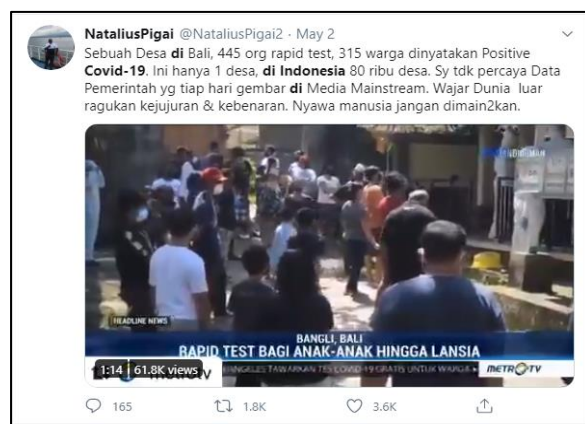 NataliusPigai @NataliusPigai2 · May 2
Sebuah Desa di Bali, 445 org rapid test, 315 warga dinyatakan Positive
Covid-19. Ini hanya 1 desa, di Indonesia 80 ribu desa. Sy tdk percaya Data
Pemerintah yg tiap hari gembar di Media Mainstream. Wajar Dunia luar
ragukan kejujuran & kebenaran. Nyawa manusia jangan dimain2kan.
HEADLINE NEWS
BANGLI, BALI
RAPID TEST BAGI ANAK-ANAK HINGGA LANSIA
1:14 61.8K views
ANGELES TAWARKAN TES COVID-19 GRATIS UNTUK WARGA
METRO TV
165 1.8K 3.6K